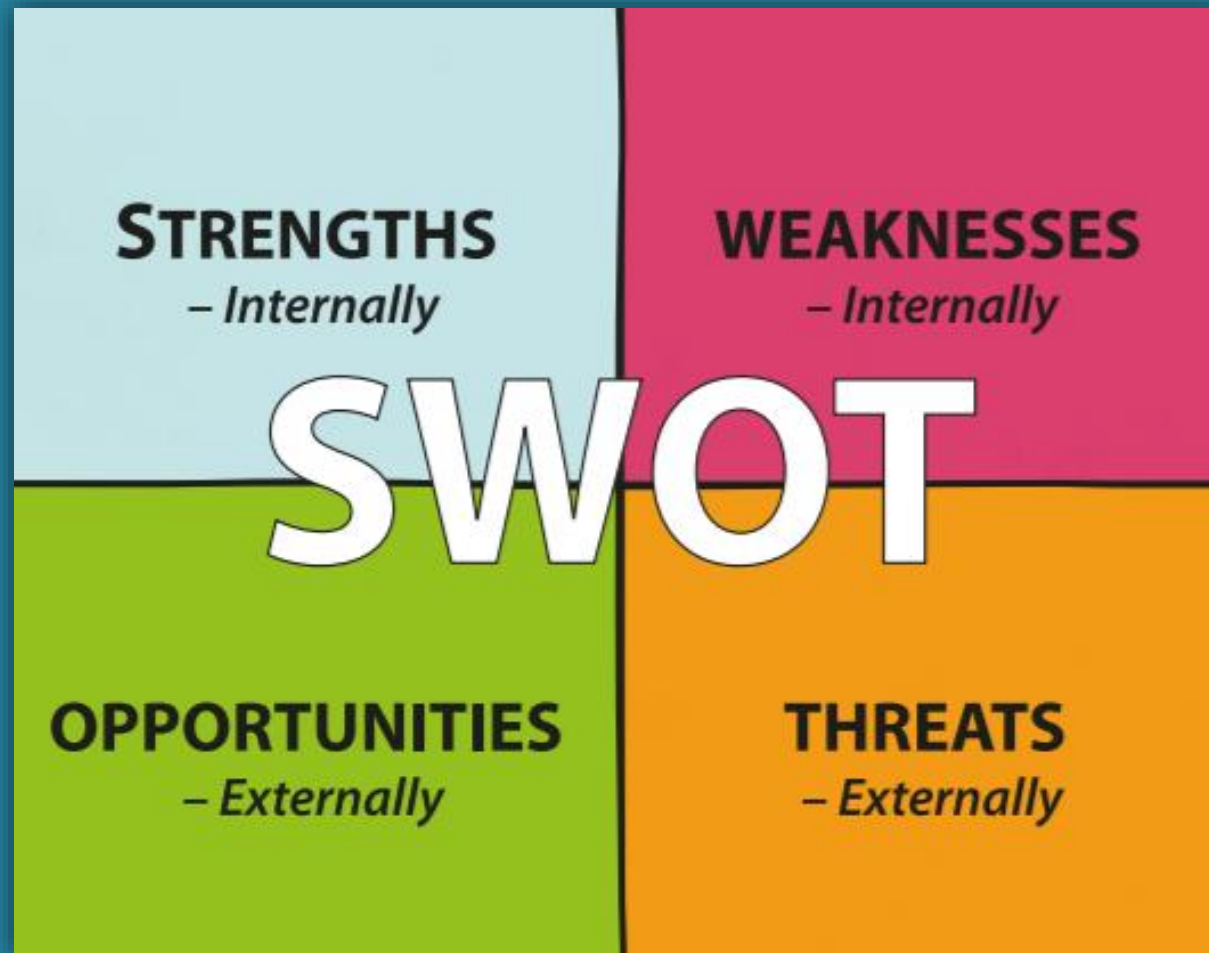 STRENGTHS
– Internally
WEAKNESSES
– Internally
SWOT
OPPORTUNITIES
– Externally
THREATS
– Externally